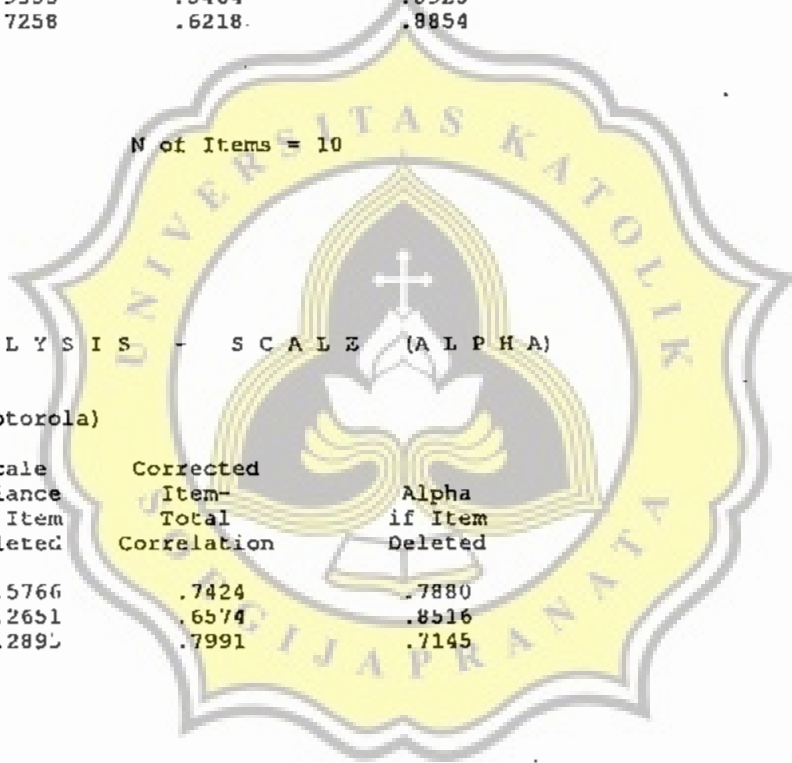 .7258 .6218 .8854
N of Items = 10
L Y S I S - S C A L E (A L P H A)
otorola)
cale Corrected
iance Item- Alpha
Item Total if Item
leted Correlation Deleted
.5766 .7424 .7880
.2651 .6574 .8516
.2895 .7991 .7145
UNIVERSITAS KATOLIK
SOEGIJAPRANATA